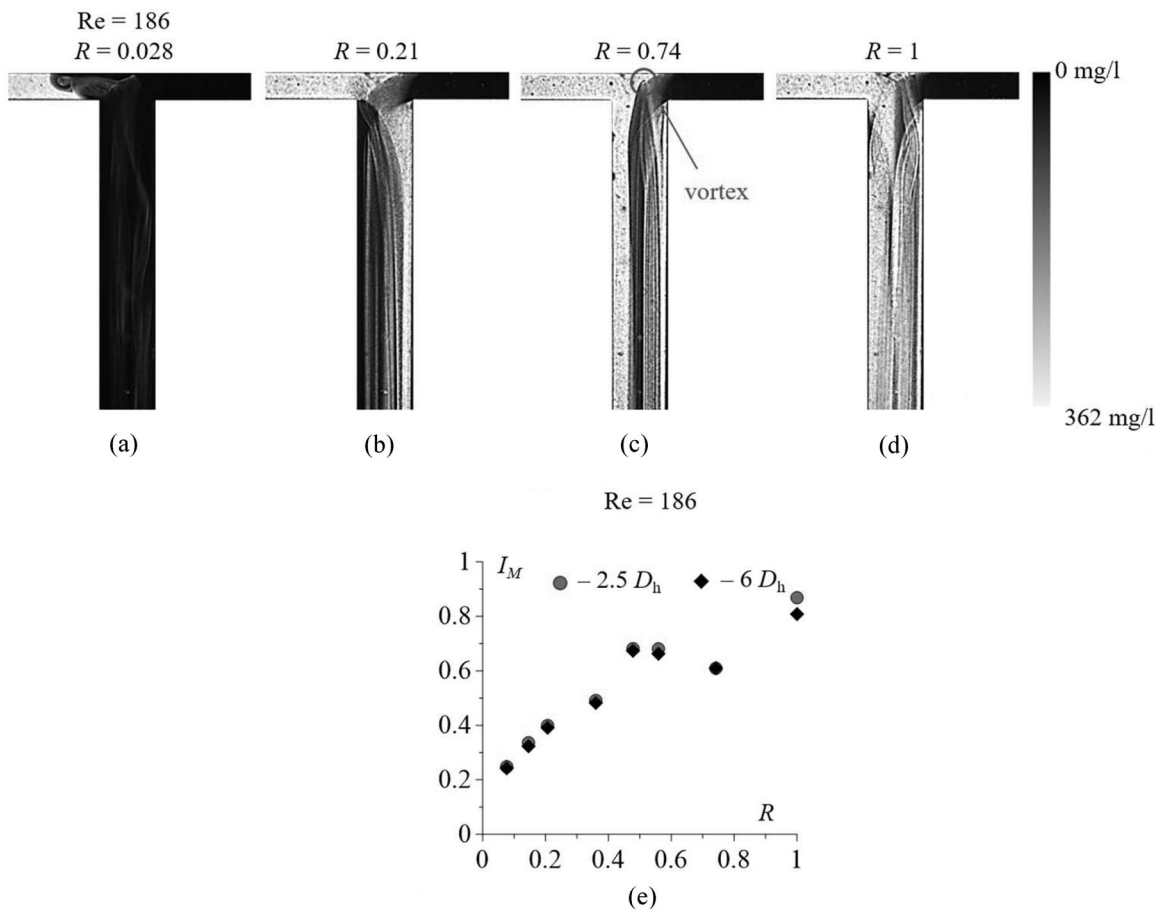 Re = 186
R = 0.028
R = 0.21
R = 0.74
R = 1
0 mg/l
vortex
362 mg/l
(a)
(b)
(c)
(d)
Re = 186
1
I_M
– 2.5 D_h
– 6 D_h
0.8
0.6
0.4
0.2
R
0
0
0.2
0.4
0.6
0.8
1
(e)